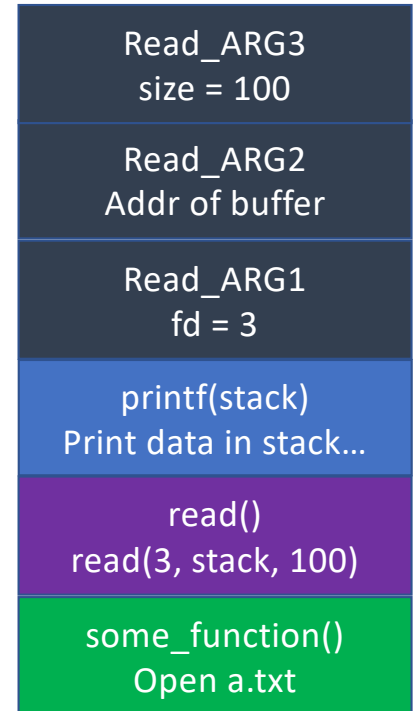 Read_ARG3
size = 100
Read_ARG2
Addr of buffer
Read_ARG1
fd = 3
printf(stack)
Print data in stack…
read()
read(3, stack, 100)
some_function()
Open a.txt